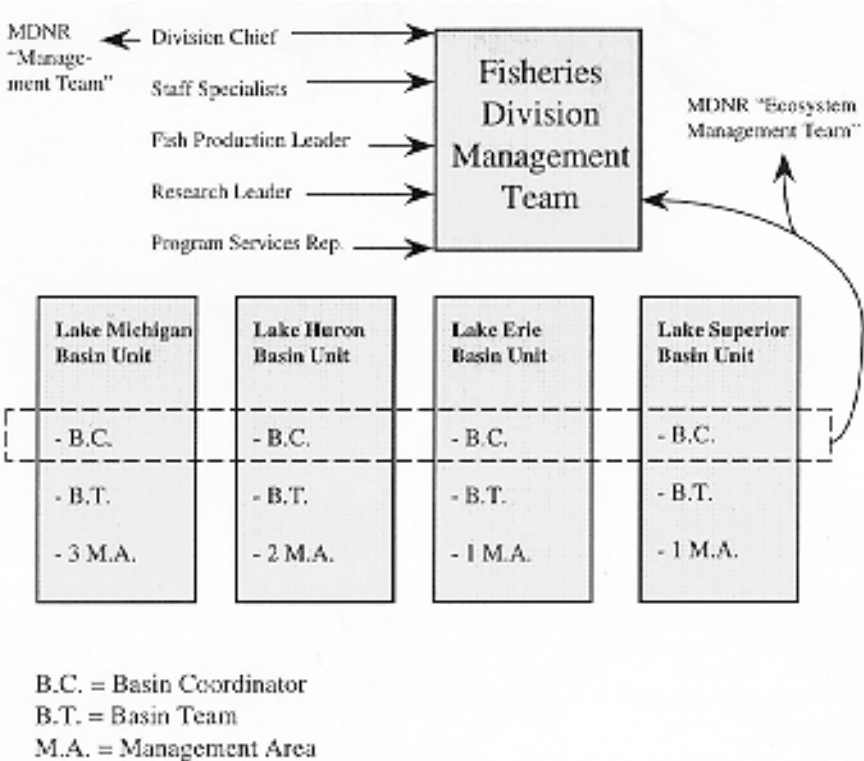 MDNR
“Manage-
ment Team”
Division Chief
Staff Specialists
Fish Production Leader
Research Leader
Program Services Rep.
Fisheries
Division
Management
Team
MDNR “Ecosystem
Management Team”
Lake Michigan
Basin Unit
- B.C.
- B.T.
- 3 M.A.
Lake Huron
Basin Unit
- B.C.
- B.T.
- 2 M.A.
Lake Erie
Basin Unit
- B.C.
- B.T.
- 1 M.A.
Lake Superior
Basin Unit
- B.C.
- B.T.
- 1 M.A.
B.C. = Basin Coordinator
B.T. = Basin Team
M.A. = Management Area